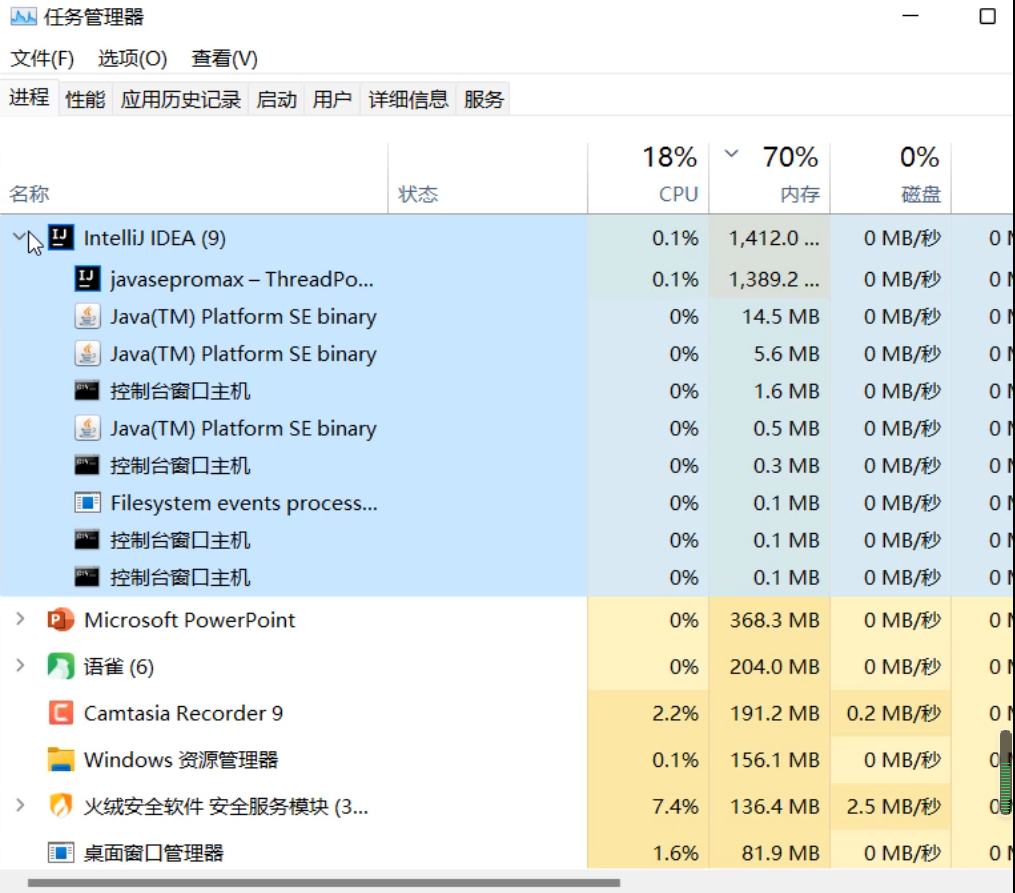 任务管理器
文件(F) 选项(O) 查看(V)
进程 性能 应用历史记录 启动 用户 详细信息 服务
18% 70% 0%
名称 状态 CPU 内存 磁盘
IntelliJ IDEA (9) 0.1% 1,412.0 ... 0 MB/秒 0
javasepromax – ThreadPo... 0.1% 1,389.2 ... 0 MB/秒 0
Java(TM) Platform SE binary 0% 14.5 MB 0 MB/秒 0
Java(TM) Platform SE binary 0% 5.6 MB 0 MB/秒 0
控制台窗口主机 0% 1.6 MB 0 MB/秒 0
Java(TM) Platform SE binary 0% 0.5 MB 0 MB/秒 0
控制台窗口主机 0% 0.3 MB 0 MB/秒 0
Filesystem events process... 0% 0.1 MB 0 MB/秒 0
控制台窗口主机 0% 0.1 MB 0 MB/秒 0
控制台窗口主机 0% 0.1 MB 0 MB/秒 0
Microsoft PowerPoint 0% 368.3 MB 0 MB/秒 0
语雀 (6) 0% 204.0 MB 0 MB/秒 0
Camtasia Recorder 9 2.2% 191.2 MB 0.2 MB/秒 0
Windows 资源管理器 0.1% 156.1 MB 0 MB/秒 0
火绒安全软件 安全服务模块 (3... 7.4% 136.4 MB 2.5 MB/秒 0
桌面窗口管理器 1.6% 81.9 MB 0 MB/秒 0